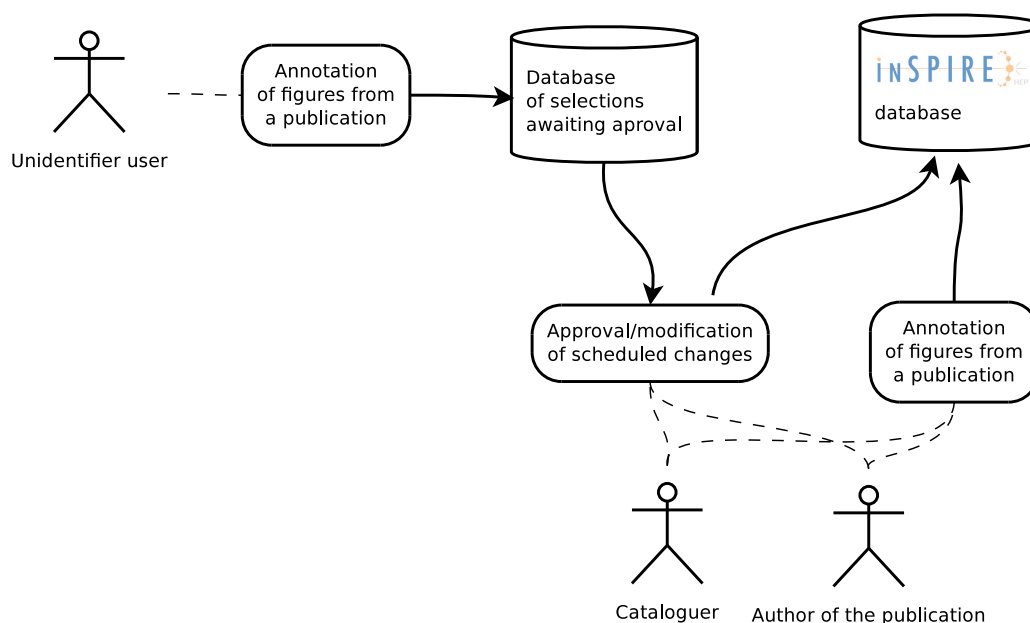 Annotation
of figures from
a publication
Unidentifier user
Database
of selections
awaiting aproval
inSPIRE
HEP
database
Approval/modification
of scheduled changes
Annotation
of figures from
a publication
Cataloguer
Author of the publication